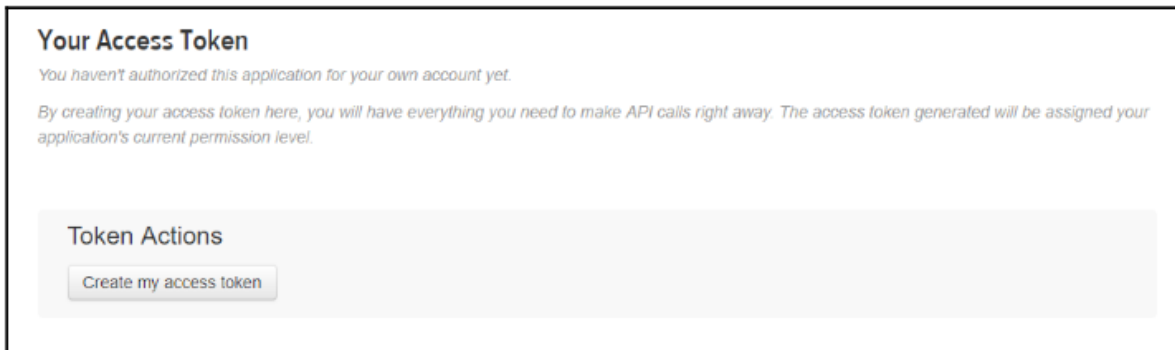 Your Access Token
You haven't authorized this application for your own account yet.
By creating your access token here, you will have everything you need to make API calls right away. The access token generated will be assigned your
application's current permission level.
Token Actions
Create my access token